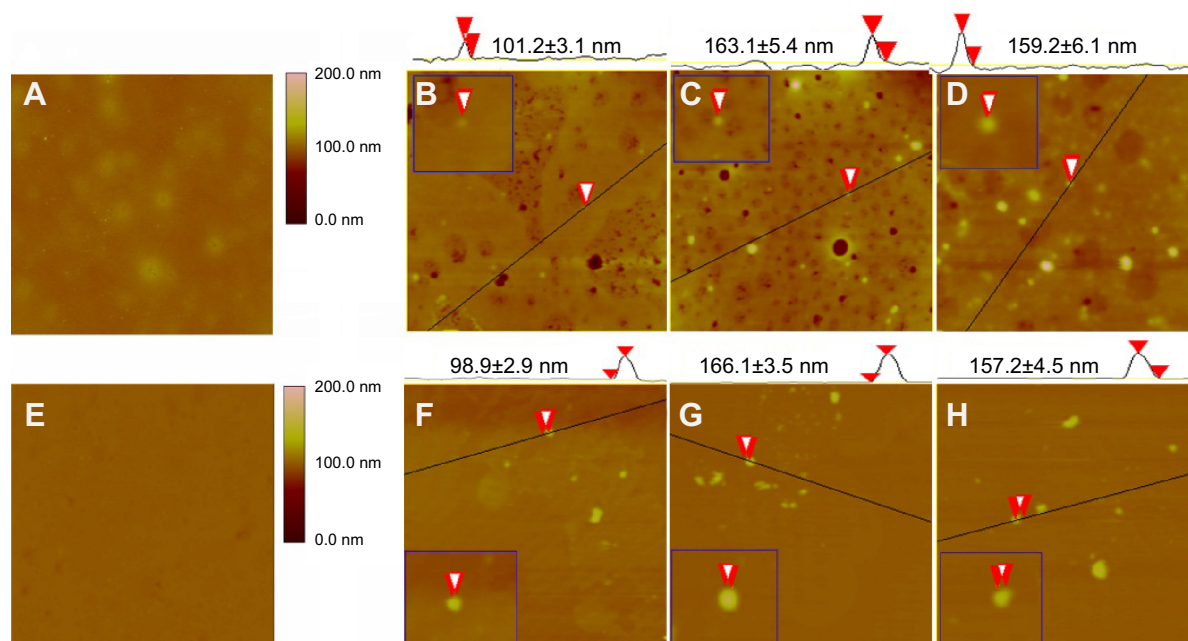 101.2±3.1 nm
163.1±5.4 nm
159.2±6.1 nm
A
200.0 nm
100.0 nm
0.0 nm
B
C
D
98.9±2.9 nm
166.1±3.5 nm
157.2±4.5 nm
E
200.0 nm
100.0 nm
0.0 nm
F
G
H